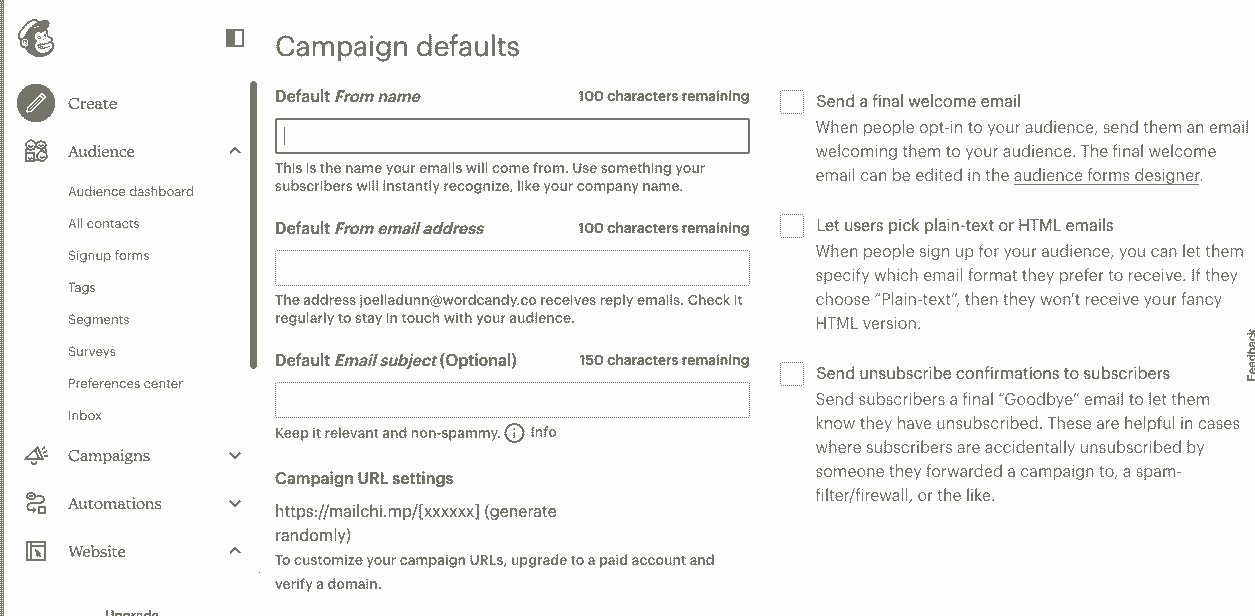 Create
Audience
Audience dashboard
All contacts
Signup forms
Tags
Segments
Surveys
Preferences center
Inbox
Campaigns
Automations
Website
Upgrade
Campaign defaults
Default From name
100 characters remaining
This is the name your emails will come from. Use something your
subscribers will instantly recognize, like your company name.
Default From email address
100 characters remaining
The address joelladunn@wordcandy.co receives reply emails. Check it
regularly to stay in touch with your audience.
Default Email subject (Optional)
150 characters remaining
Keep it relevant and non-spammy. Info
Campaign URL settings
https://mailchi.mp/[xxxxxx] (generate
randomly)
To customize your campaign URLs, upgrade to a paid account and
verify a domain.
Send a final welcome email
When people opt-in to your audience, send them an email
welcoming them to your audience. The final welcome
email can be edited in the audience forms designer.
Let users pick plain-text or HTML emails
When people sign up for your audience, you can let them
specify which email format they prefer to receive. If they
choose “Plain-text”, then they won’t receive your fancy
HTML version.
Send unsubscribe confirmations to subscribers
Send subscribers a final “Goodbye” email to let them
know they have unsubscribed. These are helpful in cases
where subscribers are accidentally unsubscribed by
someone they forwarded a campaign to, a spam-
filter/firewall, or the like.
Feedback